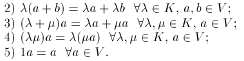 2) λ(a + b) = λa + λb ∀λ ∈ K, a, b ∈ V;
3) (λ + μ)a = λa + μa ∀λ, μ ∈ K, a ∈ V;
4) (λμ)a = λ(μa) ∀λ, μ ∈ K, a ∈ V;
5) 1a = a ∀a ∈ V.